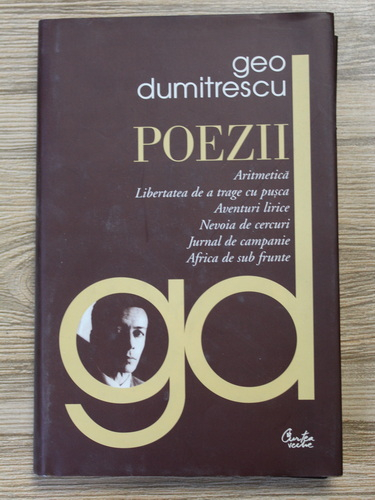 geo
dumitrescu
POEZII
Aritmetică
Libertatea de a trage cu pușca
Aventuri lirice
Nevoia de cercuri
Jurnal de campanie
Africa de sub frunte
gd
Curtea
veche